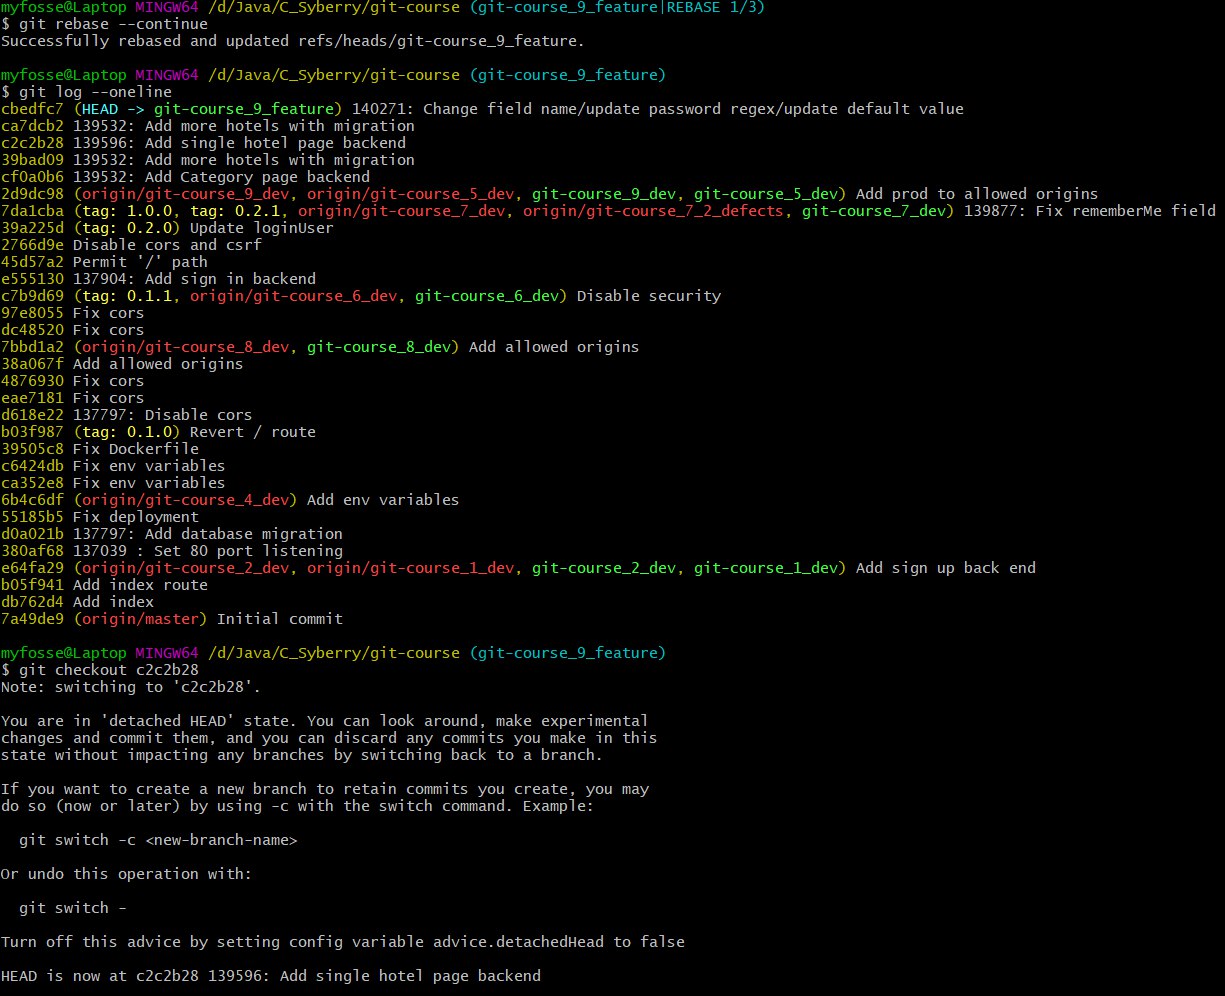 myfosse@Laptop MINGW64 /d/Java/C_Syberry/git-course (git-course_9_feature|REBASE 1/3)
$ git rebase --continue
Successfully rebased and updated refs/heads/git-course_9_feature.
myfosse@Laptop MINGW64 /d/Java/C_Syberry/git-course (git-course_9_feature)
$ git log --oneline
cbedfc7 (HEAD -> git-course_9_feature) 140271: Change field name/update password regex/update default value
ca7dcb2 139532: Add more hotels with migration
c2c2b28 139596: Add single hotel page backend
39bad09 139532: Add more hotels with migration
cf0a0b6 139532: Add Category page backend
2d9dc98 (origin/git-course_9_dev, origin/git-course_5_dev, git-course_9_dev, git-course_5_dev) Add prod to allowed origins
7da1cba (tag: 1.0.0, tag: 0.2.1, origin/git-course_7_dev, origin/git-course_7_2_defects, git-course_7_dev) 139877: Fix rememberMe field
39a225d (tag: 0.2.0) Update loginUser
2766d9e Disable cors and csrf
45d57a2 Permit '/' path
e555130 137904: Add sign in backend
c7b9d69 (tag: 0.1.1, origin/git-course_6_dev, git-course_6_dev) Disable security
97e8055 Fix cors
dc48520 Fix cors
7bbd1a2 (origin/git-course_8_dev, git-course_8_dev) Add allowed origins
38a067f Add allowed origins
4876930 Fix cors
eae7181 Fix cors
d618e22 137797: Disable cors
b03f987 (tag: 0.1.0) Revert / route
39505c8 Fix Dockerfile
c6424db Fix env variables
ca352e8 Fix env variables
6b4c6df (origin/git-course_4_dev) Add env variables
55185b5 Fix deployment
d0a021b 137797: Add database migration
380af68 137039 : Set 80 port listening
e64fa29 (origin/git-course_2_dev, origin/git-course_1_dev, git-course_2_dev, git-course_1_dev) Add sign up back end
b05f941 Add index route
db762d4 Add index
7a49de9 (origin/master) Initial commit
myfosse@Laptop MINGW64 /d/Java/C_Syberry/git-course (git-course_9_feature)
$ git checkout c2c2b28
Note: switching to 'c2c2b28'.
You are in 'detached HEAD' state. You can look around, make experimental
changes and commit them, and you can discard any commits you make in this
state without impacting any branches by switching back to a branch.
If you want to create a new branch to retain commits you create, you may
do so (now or later) by using -c with the switch command. Example:
git switch -c <new-branch-name>
Or undo this operation with:
git switch -
Turn off this advice by setting config variable advice.detachedHead to false
HEAD is now at c2c2b28 139596: Add single hotel page backend